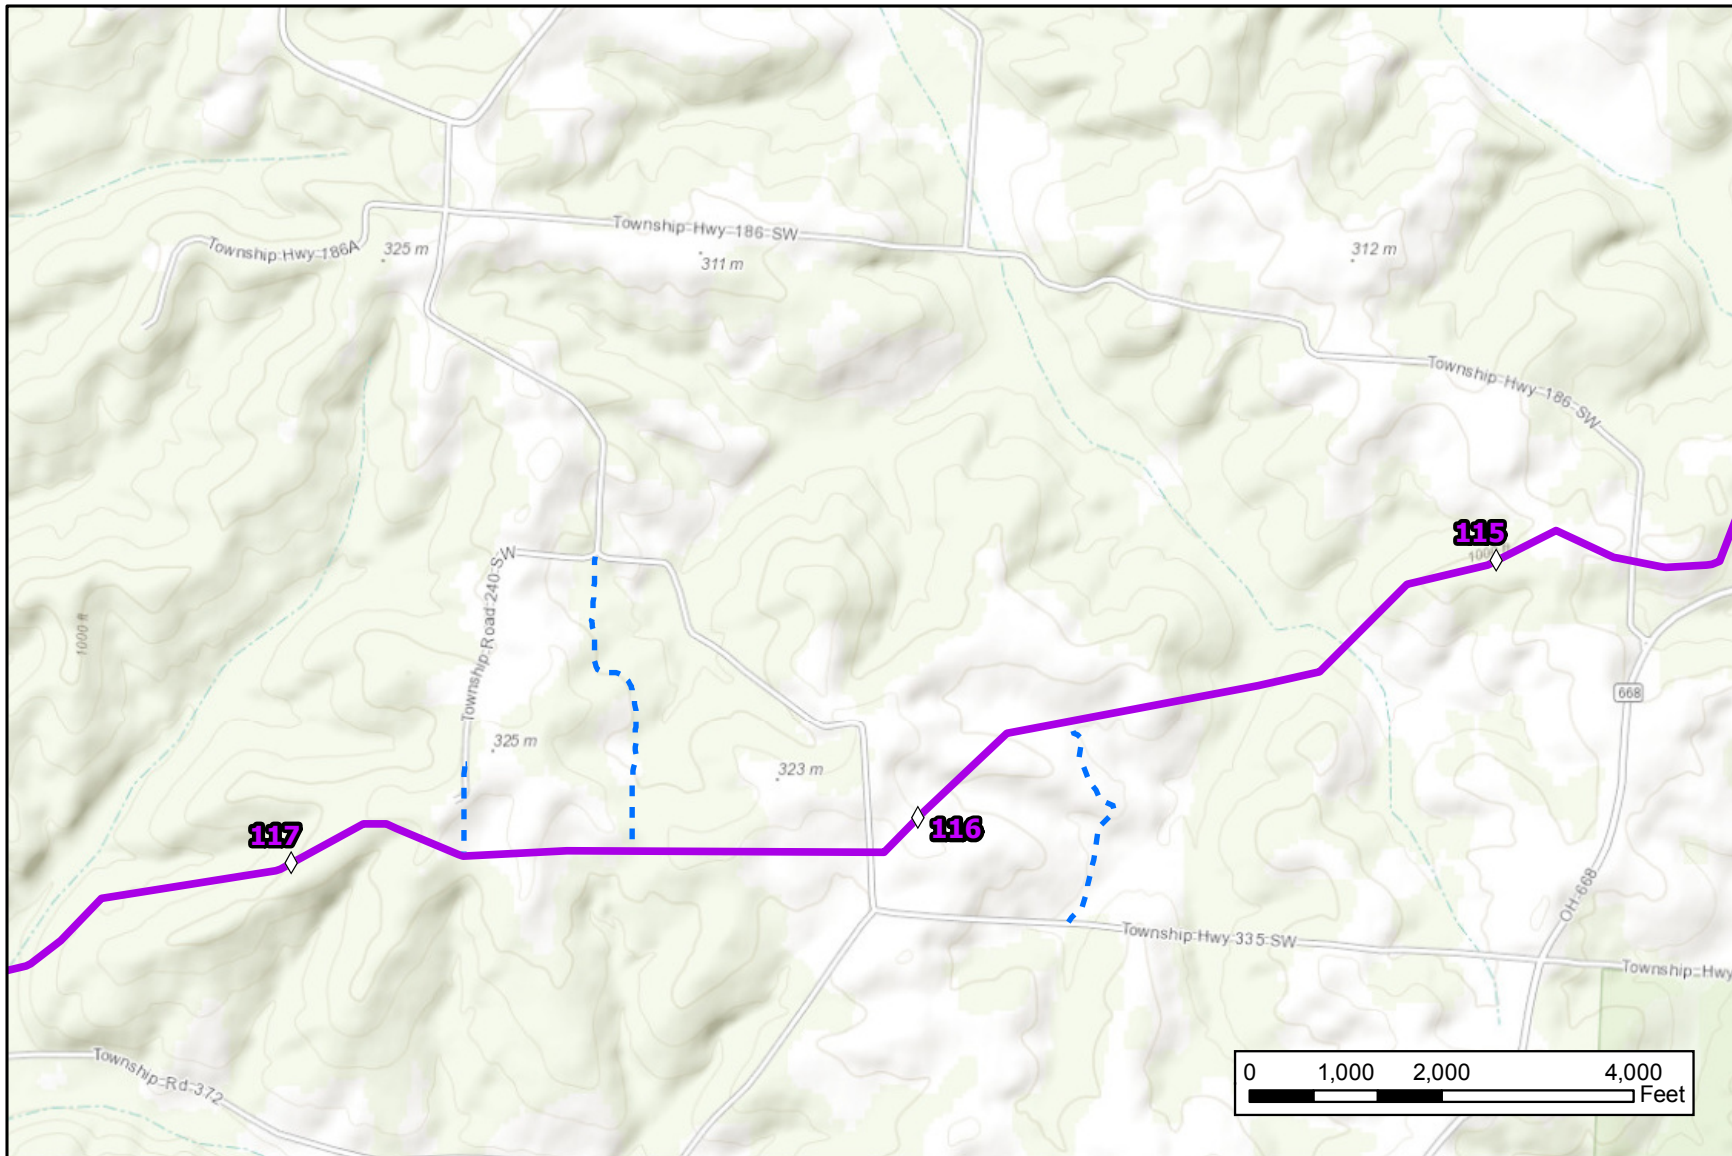 Township Hwy 186 SW
Township Hwy 186A
325 m
311 m
312 m
Township Hwy 186 SW
115
1000 ft
Township Road 240 SW
1000 ft
668
325 m
323 m
117
116
OH-668
Township Hwy 335 SW
Township Hwy
Township Rd 372
0 1,000 2,000 4,000
Feet